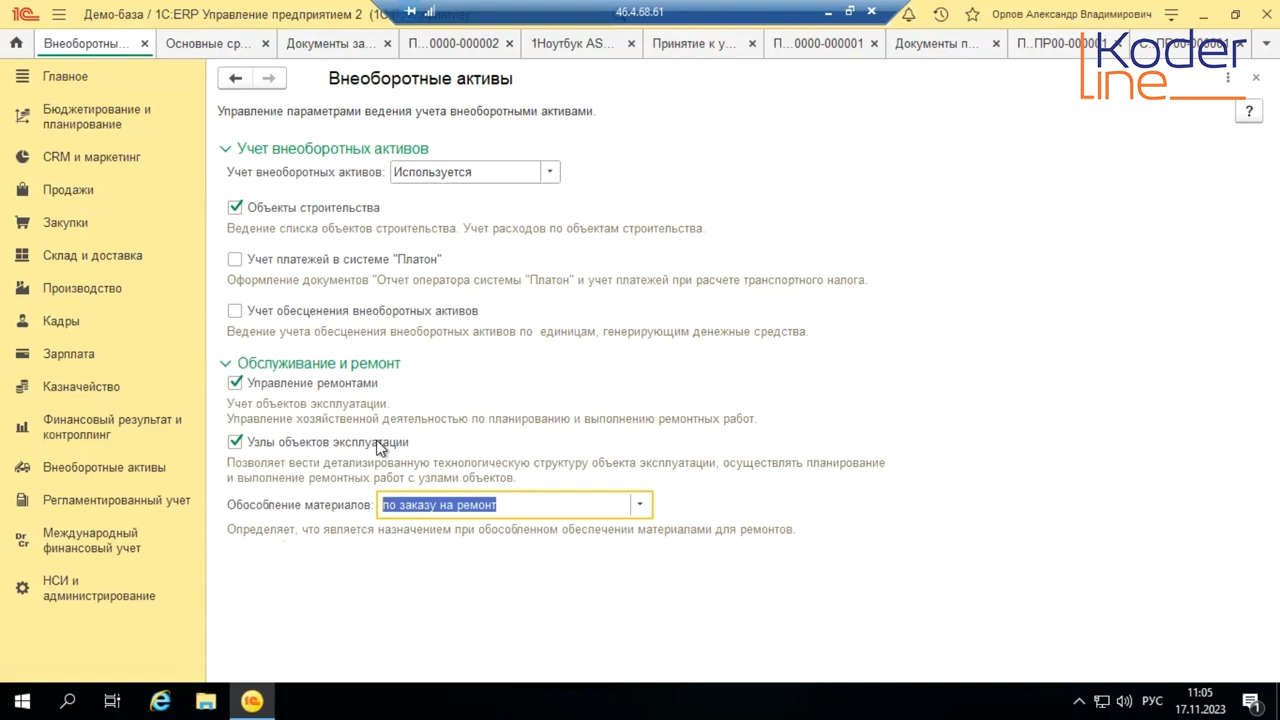 Демо-база / 1С:ERP Управление предприятием 2 (1С:Пр
46.4.68.61
Орлов Александр Владимирович
Внеоборотны...
Основные ср...
Документы за...
П...0000-000002
1Ноутбук AS...
Принятие к у...
П...0000-000001
Документы п...
П..ПР00-000001
С..ПР00-000001
Koder
line
Главное
Бюджетирование и
планирование
CRM и маркетинг
Продажи
Закупки
Склад и доставка
Производство
Кадры
Зарплата
Казначейство
Финансовый результат и
контроллинг
Внеоборотные активы
Регламентированный учет
Международный
финансовый учет
НСИ и
администрирование
Внеоборотные активы
?
Управление параметрами ведения учета внеоборотными активами.
Учет внеоборотных активов
Учет внеоборотных активов: Используется
Объекты строительства
Ведение списка объектов строительства. Учет расходов по объектам строительства.
Учет платежей в системе "Платон"
Оформление документов "Отчет оператора системы "Платон" и учет платежей при расчете транспортного налога.
Учет обесценения внеоборотных активов
Ведение учета обесценения внеоборотных активов по единицам, генерирующим денежные средства.
Обслуживание и ремонт
Управление ремонтами
Учет объектов эксплуатации.
Управление хозяйственной деятельностью по планированию и выполнению ремонтных работ.
Узлы объектов эксплуатации
Позволяет вести детализированную технологическую структуру объекта эксплуатации, осуществлять планирование
и выполнение ремонтных работ с узлами объектов.
Обособление материалов: по заказу на ремонт
Определяет, что является назначением при обособленном обеспечении материалами для ремонтов.
РУС
11:05
17.11.2023